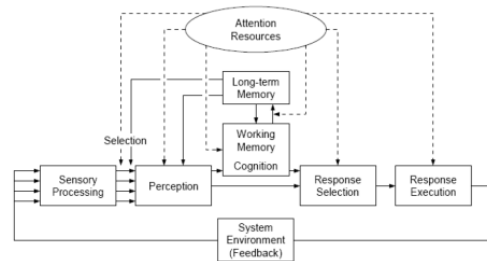 Attention
Resources
Long-term
Memory
Selection
Working
Memory
Cognition
Sensory
Processing
Perception
Response
Selection
Response
Execution
System
Environment
(Feedback)